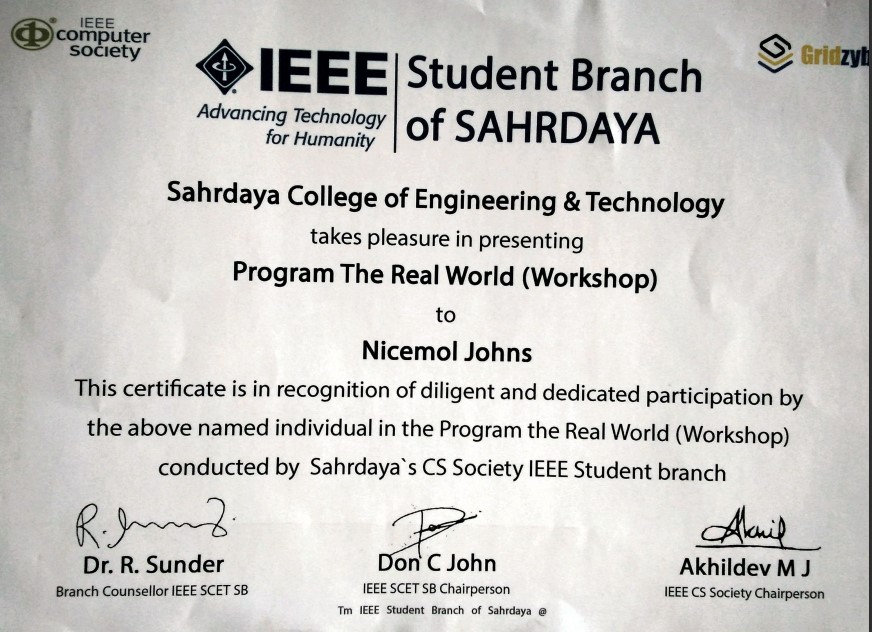 IEEE
computer
society
Gridzyb
IEEE Student Branch
of SAHRDAYA
Advancing Technology
for Humanity
Sahrdaya College of Engineering & Technology
takes pleasure in presenting
Program The Real World (Workshop)
to
Nicemol Johns
This certificate is in recognition of diligent and dedicated participation by
the above named individual in the Program the Real World (Workshop)
conducted by Sahrdaya`s CS Society IEEE Student branch
Dr. R. Sunder
Branch Counsellor IEEE SCET SB
Don C John
IEEE SCET SB Chairperson
Akhildev M J
IEEE CS Society Chairperson
Tm IEEE Student Branch of Sahrdaya @